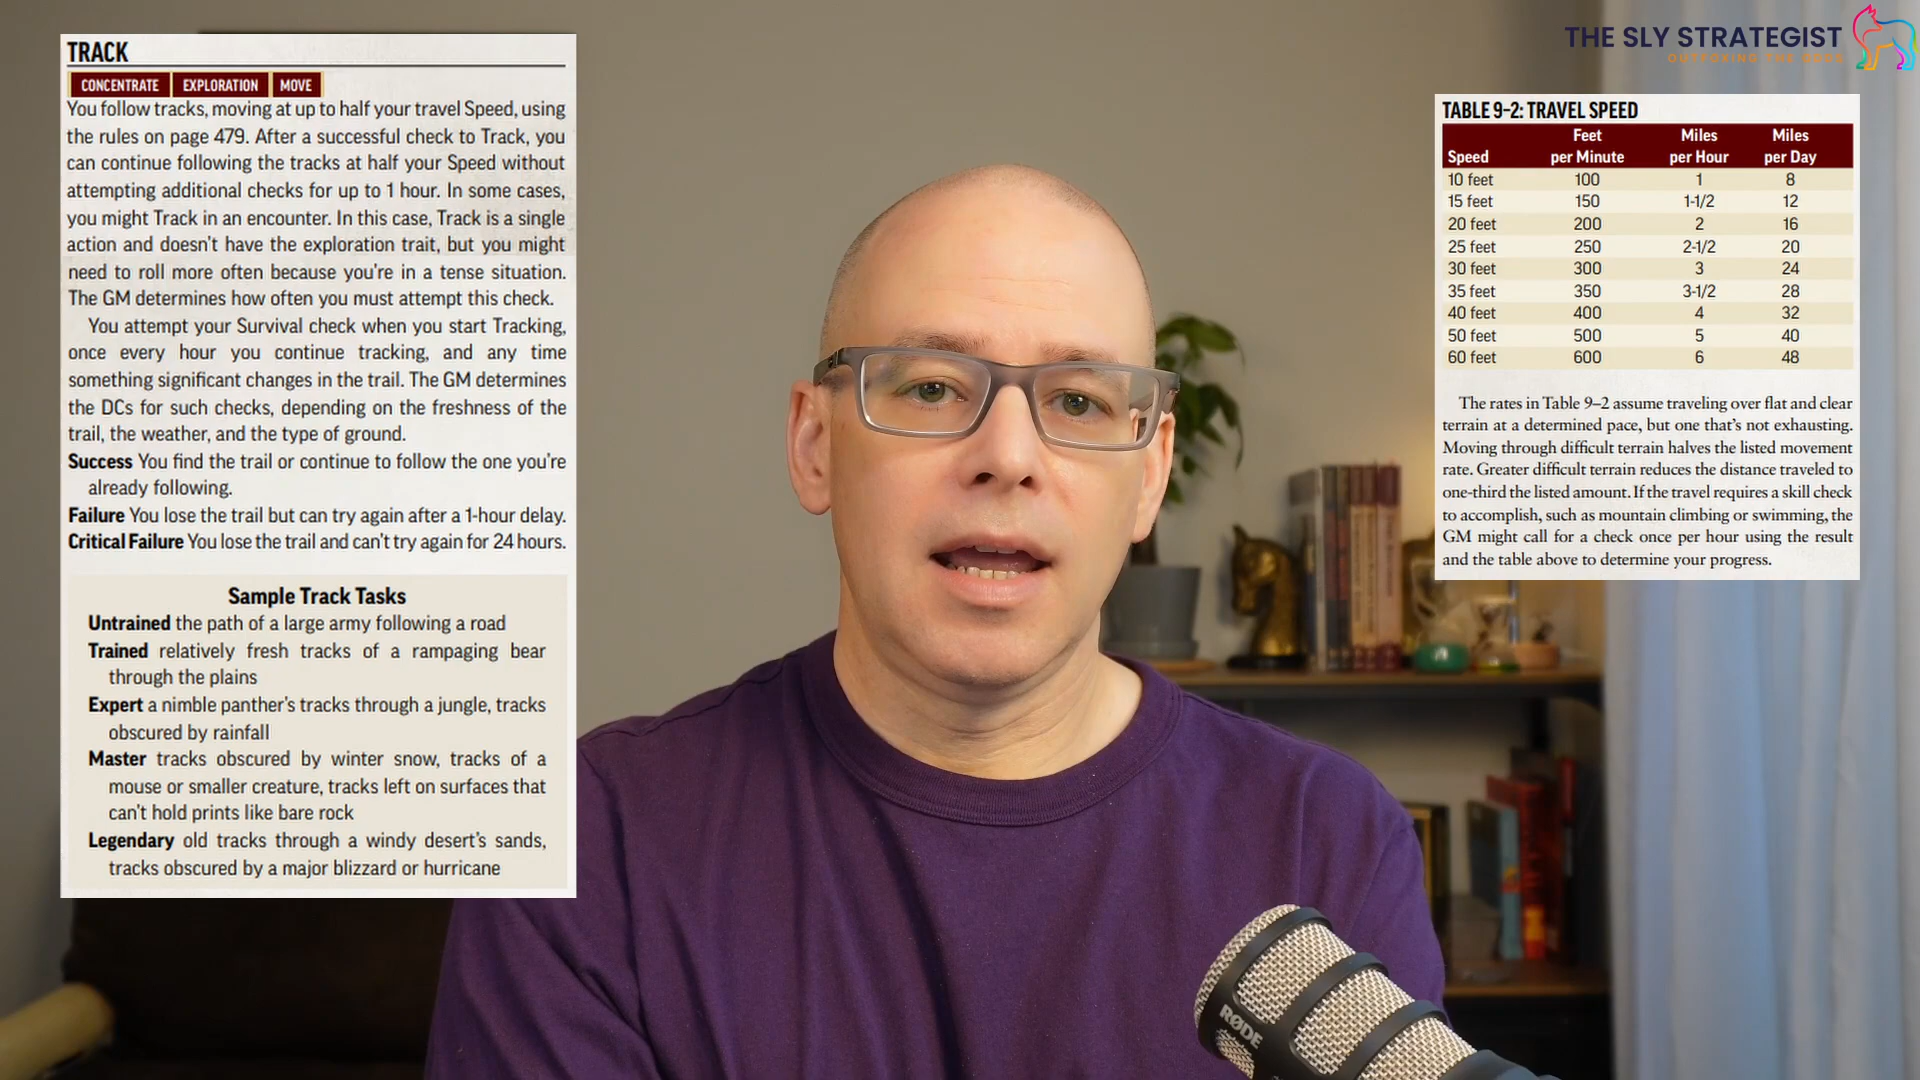 TRACK
CONCENTRATE EXPLORATION MOVE
You follow tracks, moving at up to half your travel Speed, using
the rules on page 479. After a successful check to Track, you
can continue following the tracks at half your Speed without
attempting additional checks for up to 1 hour. In some cases,
you might Track in an encounter. In this case, Track is a single
action and doesn't have the exploration trait, but you might
need to roll more often because you're in a tense situation.
The GM determines how often you must attempt this check.
You attempt your Survival check when you start Tracking,
once every hour you continue tracking, and any time
something significant changes in the trail. The GM determines
the DCs for such checks, depending on the freshness of the
trail, the weather, and the type of ground.
Success You find the trail or continue to follow the one you're
already following.
Failure You lose the trail but can try again after a 1-hour delay.
Critical Failure You lose the trail and can't try again for 24 hours.
Sample Track Tasks
Untrained the path of a large army following a road
Trained relatively fresh tracks of a rampaging bear
through the plains
Expert a nimble panther's tracks through a jungle, tracks
obscured by rainfall
Master tracks obscured by winter snow, tracks of a
mouse or smaller creature, tracks left on surfaces that
can't hold prints like bare rock
Legendary old tracks through a windy desert's sands,
tracks obscured by a major blizzard or hurricane
THE SLY STRATEGIST
OUTFOXING THE ODDS
TABLE 9–2: TRAVEL SPEED
Feet Miles Miles
Speed per Minute per Hour per Day
10 feet 100 1 8
15 feet 150 1-1/2 12
20 feet 200 2 16
25 feet 250 2-1/2 20
30 feet 300 3 24
35 feet 350 3-1/2 28
40 feet 400 4 32
50 feet 500 5 40
60 feet 600 6 48
The rates in Table 9–2 assume traveling over flat and clear
terrain at a determined pace, but one that's not exhausting.
Moving through difficult terrain halves the listed movement
rate. Greater difficult terrain reduces the distance traveled to
one-third the listed amount. If the travel requires a skill check
to accomplish, such as mountain climbing or swimming, the
GM might call for a check once per hour using the result
and the table above to determine your progress.
RØDE